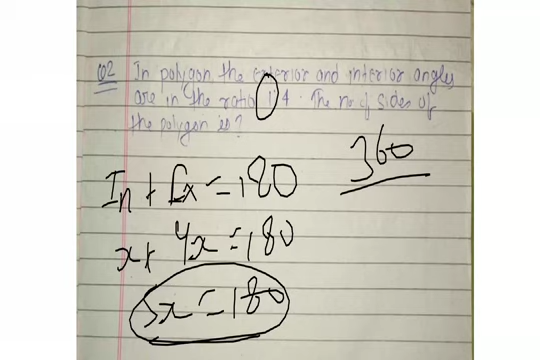 Q2 In polygon the exterior and interior angles
are in the ratio 1:4. The no of sides of
the polygon is?
360
In + Ex = 180
x + 4x = 180
5x = 180